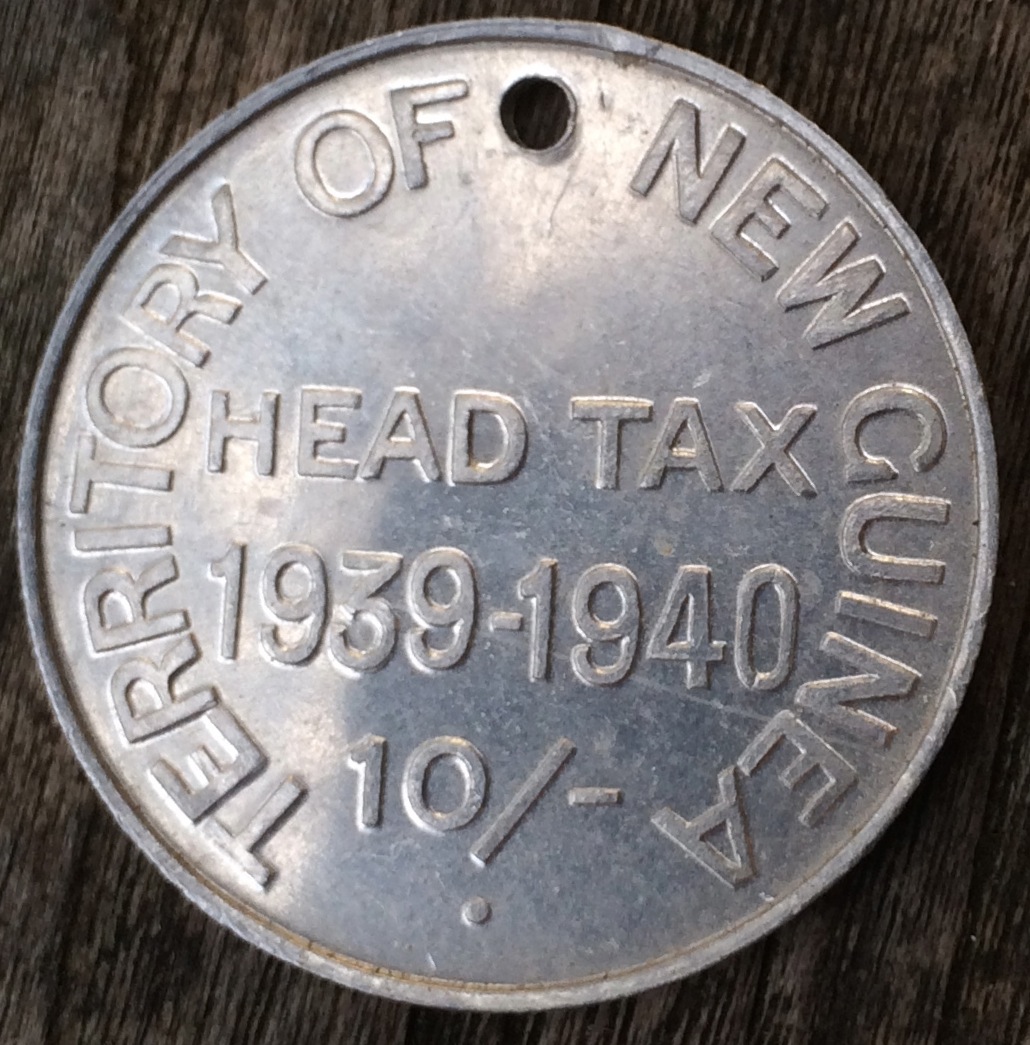 TERRITORY OF NEW GUINEA
HEAD TAX
1939-1940
10/-